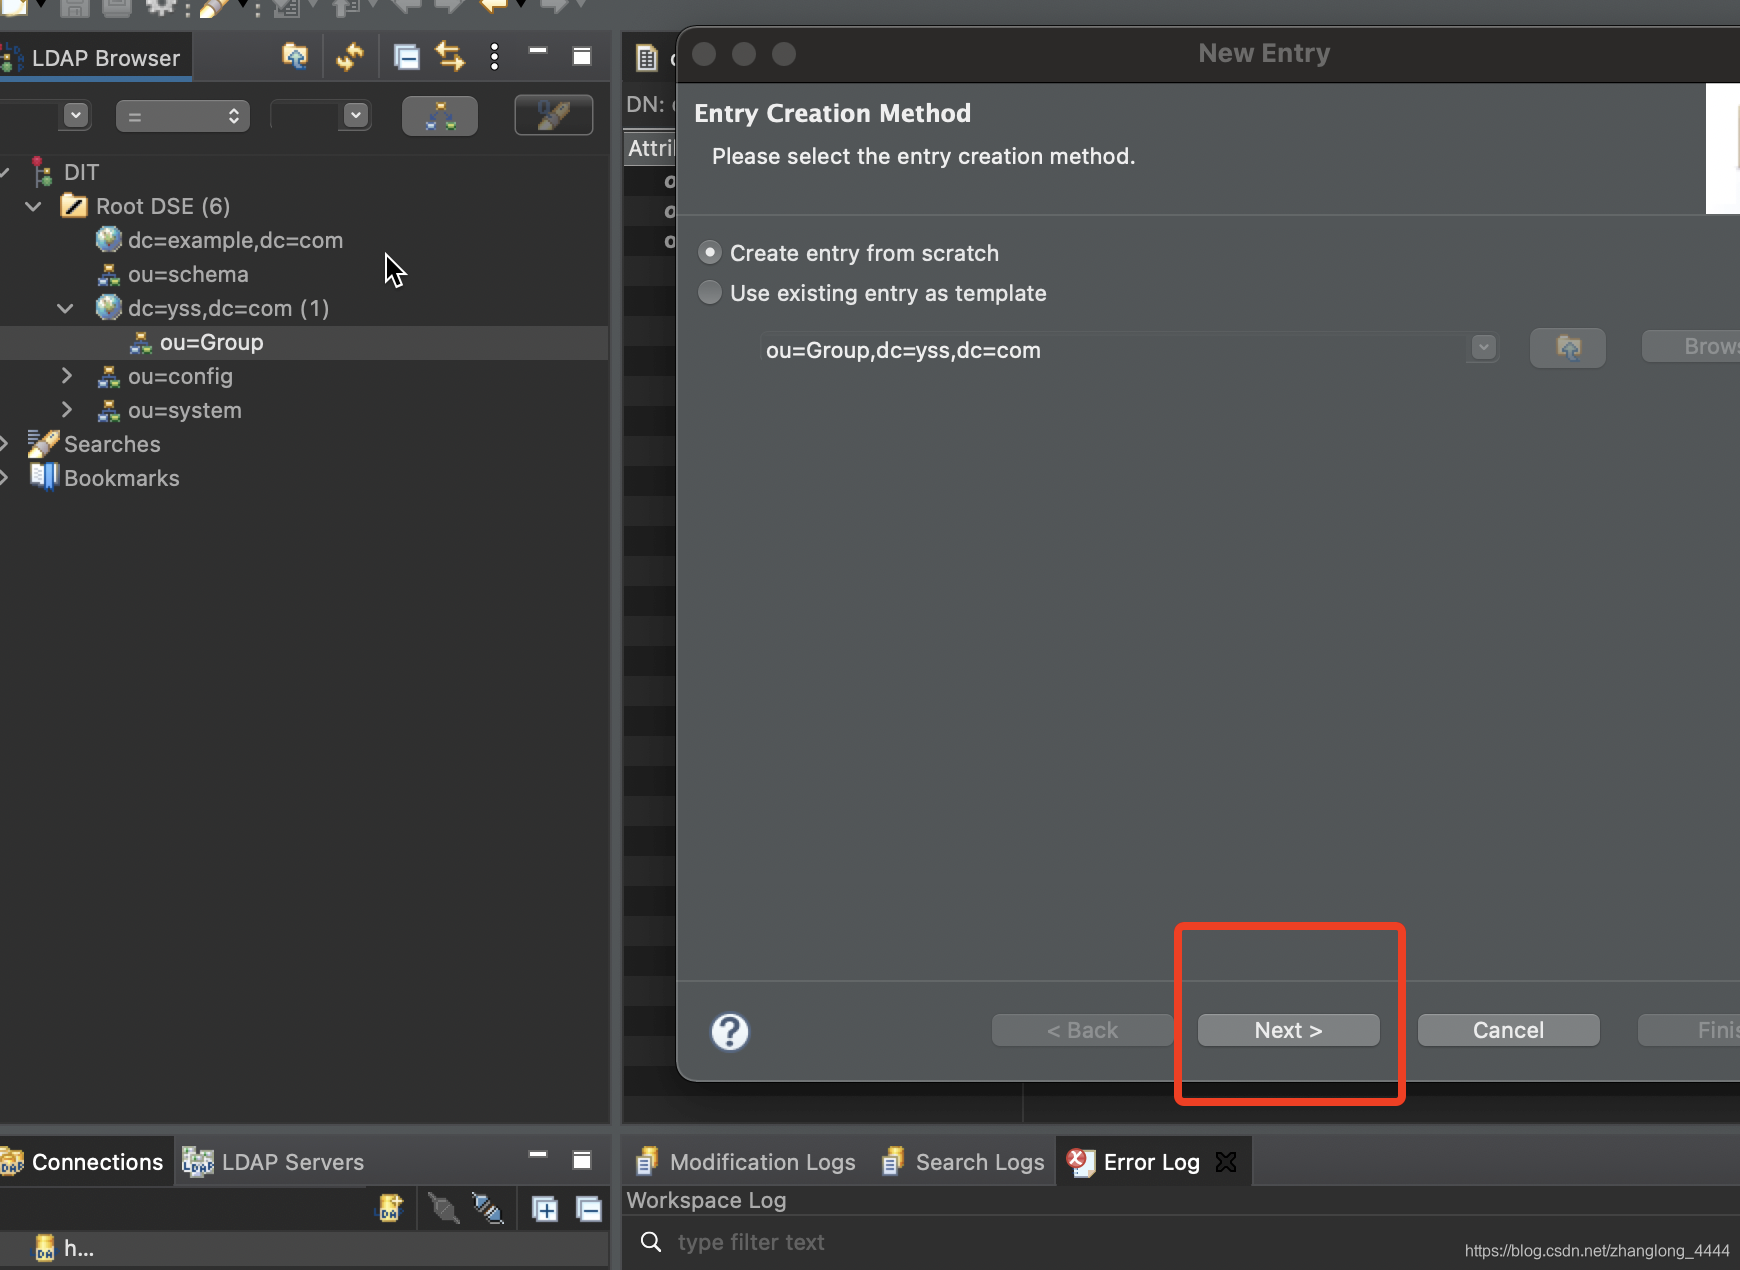 LDAP Browser
=
DIT
Root DSE (6)
dc=example,dc=com
ou=schema
dc=yss,dc=com (1)
ou=Group
ou=config
ou=system
Searches
Bookmarks
DN:
New Entry
Entry Creation Method
Please select the entry creation method.
Create entry from scratch
Use existing entry as template
ou=Group,dc=yss,dc=com
< Back
Next >
Cancel
Connections
LDAP Servers
h...
Modification Logs
Search Logs
Error Log
Workspace Log
type filter text
https://blog.csdn.net/zhanglong_4444